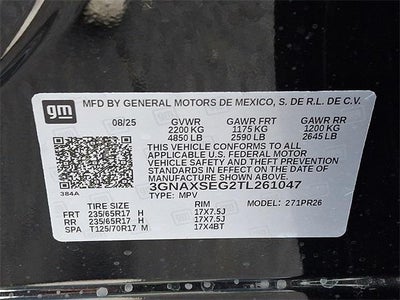 gm
MFD BY GENERAL MOTORS DE MEXICO, S. DE R.L. DE C.V.
08/25 GVWR GAWR FRT GAWR RR
2200 KG 1175 KG 1200 KG
4850 LB 2590 LB 2645 LB
THIS VEHICLE CONFORMS TO ALL
APPLICABLE U.S. FEDERAL MOTOR
VEHICLE SAFETY AND THEFT PREVENTION
STANDARDS IN EFFECT ON THE DATE OF
MANUFACTURE SHOWN ABOVE.
3GNAXSEG2TL261047
384A TYPE: MPV
TIRE SIZE RIM MODEL: 271PR26
FRT 235/65R17 H 17X7.5J
RR 235/65R17 H 17X7.5J
SPA T125/70R17 M 17X4BT